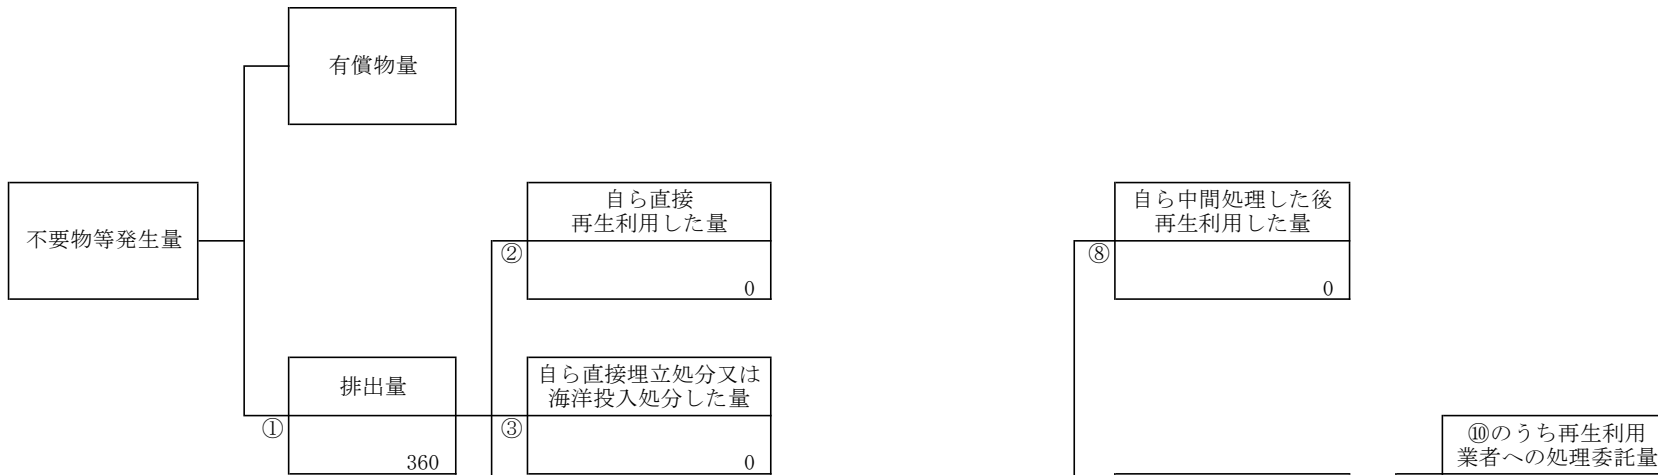 有償物量
不要物等発生量
自ら直接
再生利用した量
②
0
自ら中間処理した後
再生利用した量
⑧
0
排出量
①
360
自ら直接埋立処分又は
海洋投入処分した量
③
0
⑩のうち再生利用
業者への処理委託量